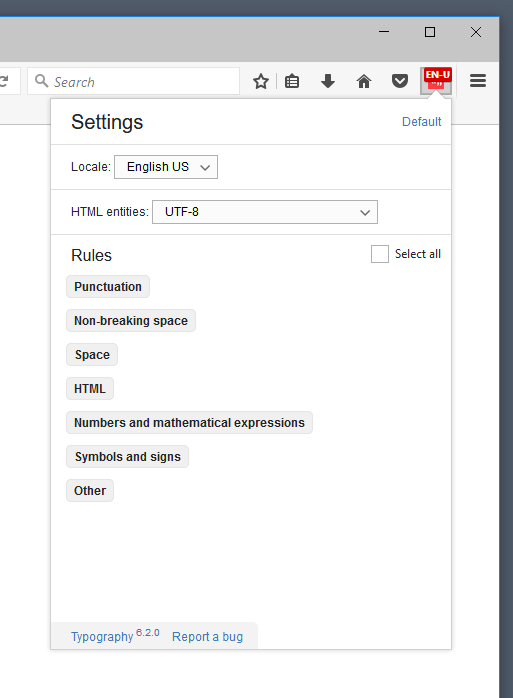 Search
EN-U
Settings
Default
Locale: English US
HTML entities: UTF-8
Rules
Select all
Punctuation
Non-breaking space
Space
HTML
Numbers and mathematical expressions
Symbols and signs
Other
Typography 6.2.0 Report a bug